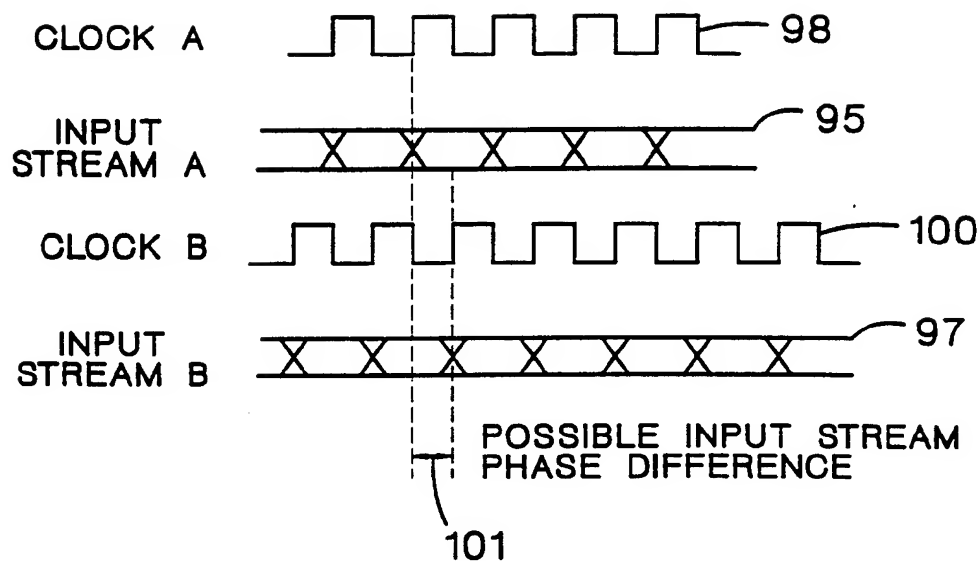 CLOCK A
98
INPUT
STREAM A
95
CLOCK B
100
INPUT
STREAM B
97
POSSIBLE INPUT STREAM
PHASE DIFFERENCE
101